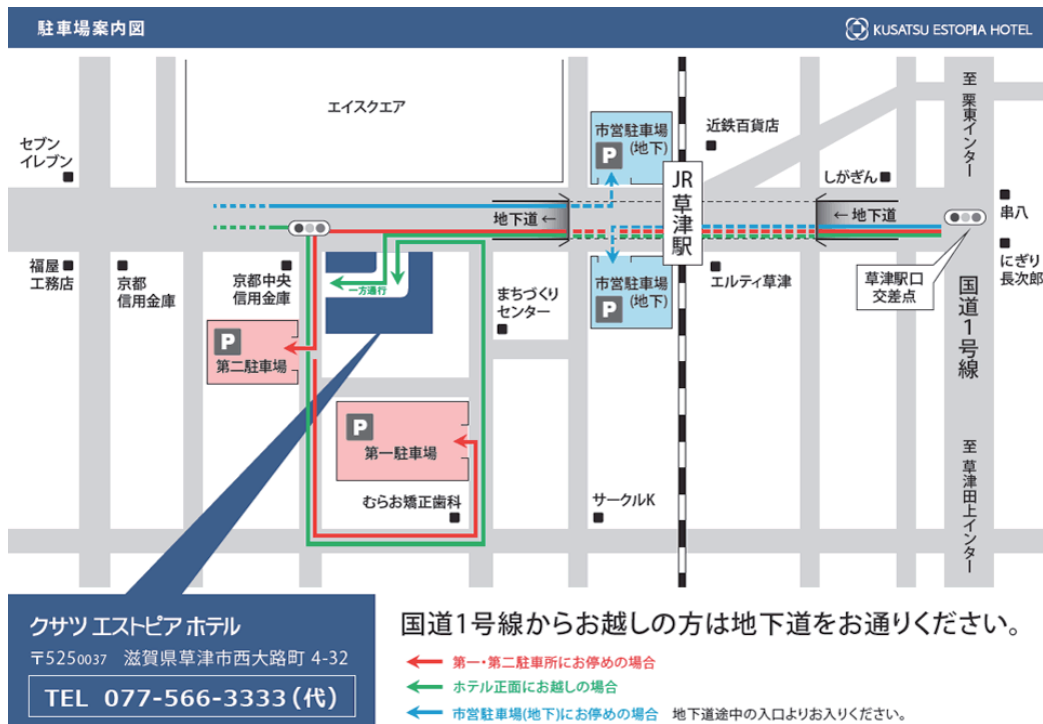 駐車場案内図
KUSATSU ESTOPIA HOTEL
エイスクエア
セブン
イレブン
市営駐車場
(地下)
P
近鉄百貨店
至 栗東インター
JR草津駅
しがぎん
串八
地下道 ←
← 地下道
福屋
工務店
京都
信用金庫
京都中央
信用金庫
一方通行
まちづくり
センター
市営駐車場
(地下)
P
エルティ草津
草津駅口
交差点
にぎり
長次郎
国道1号線
P
第二駐車場
P
第一駐車場
むらお矯正歯科
サークルK
至 草津田上インター
クサツ エストピア ホテル
〒5250037 滋賀県草津市西大路町 4-32
TEL 077-566-3333(代)
国道1号線からお越しの方は地下道をお通りください。
第一・第二駐車所にお停めの場合
ホテル正面にお越しの場合
市営駐車場(地下)にお停めの場合 地下道途中の入口よりお入りください。